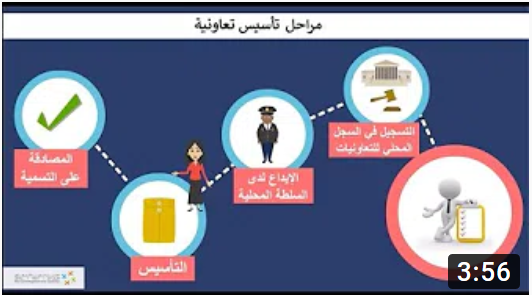 مراحل تأسيس تعاونية
المصادقة
على التسمية
التأسيس
الإيداع لدى
السلطة المحلية
التسجيل في السجل
المحلي للتعاونيات
3:56